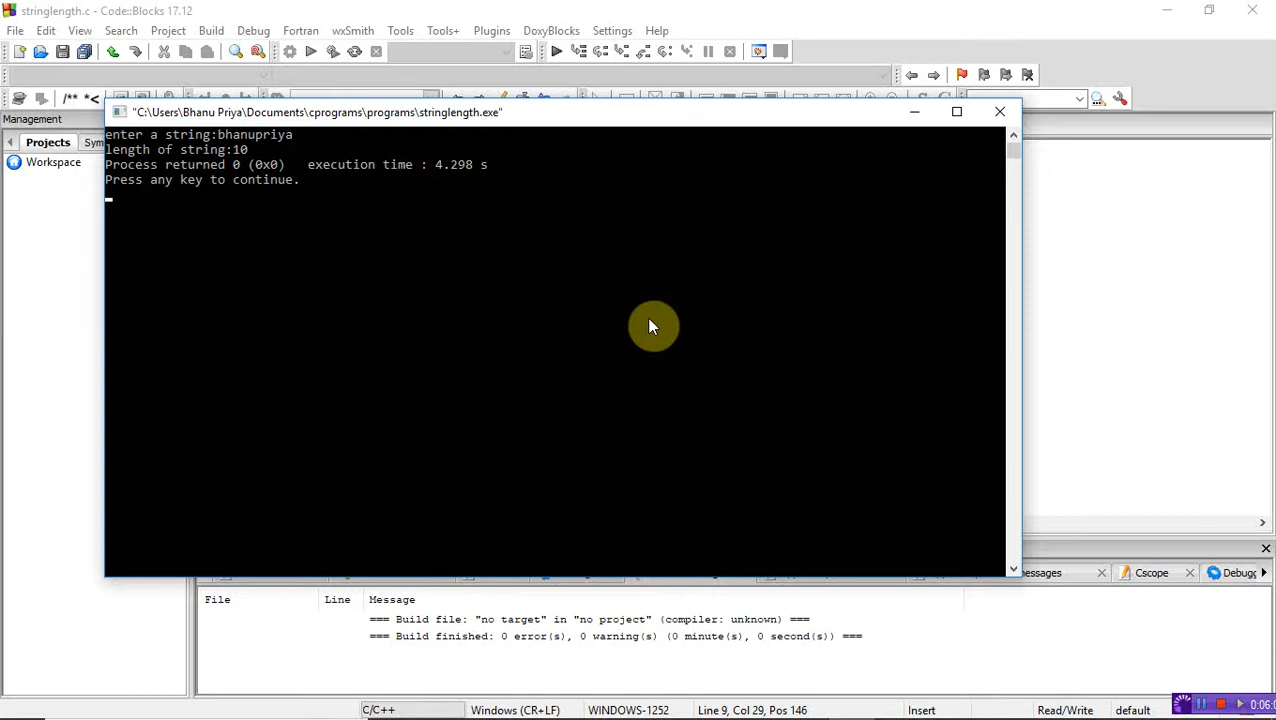 stringlength.c - Code::Blocks 17.12
File Edit View Search Project Build Debug Fortran wxSmith Tools Tools+ Plugins DoxyBlocks Settings Help
/** *<
Management
"C:\Users\Bhanu Priya\Documents\cprograms\programs\stringlength.exe"
Projects Sym
Workspace
enter a string:bhanupriya
length of string:10
Process returned 0 (0x0)   execution time : 4.298 s
Press any key to continue.
messages Cscope Debugg
File Line Message
=== Build file: "no target" in "no project" (compiler: unknown) ===
=== Build finished: 0 error(s), 0 warning(s) (0 minute(s), 0 second(s)) ===
C/C++ Windows (CR+LF) WINDOWS-1252 Line 9, Col 29, Pos 146 Insert Read/Write default